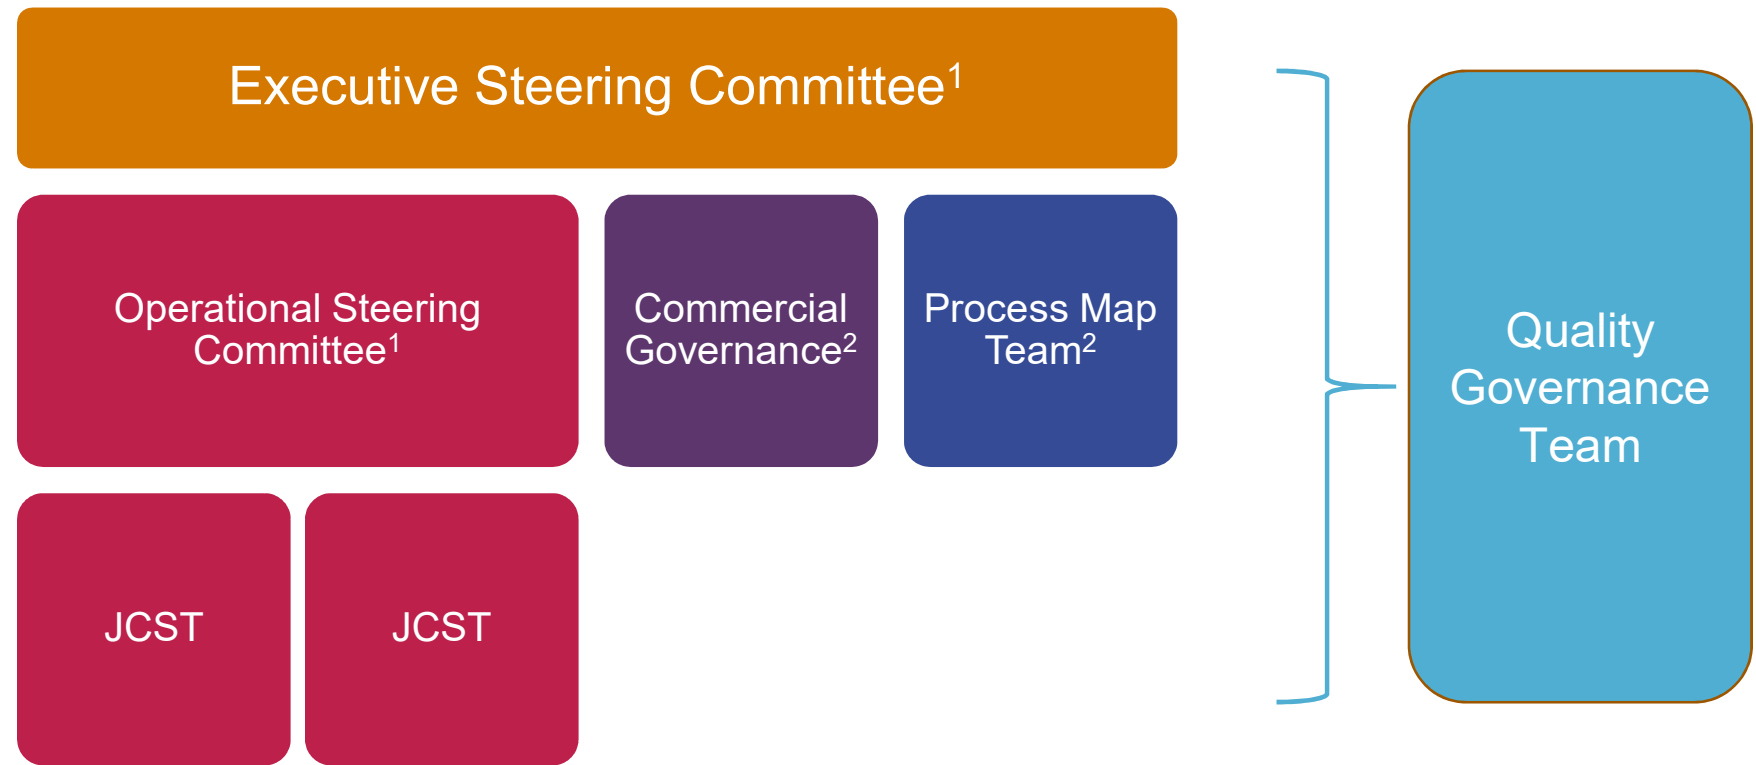 Executive Steering Committee¹
Operational Steering
Committee¹
Commercial
Governance²
Process Map
Team²
JCST
JCST
Quality
Governance
Team